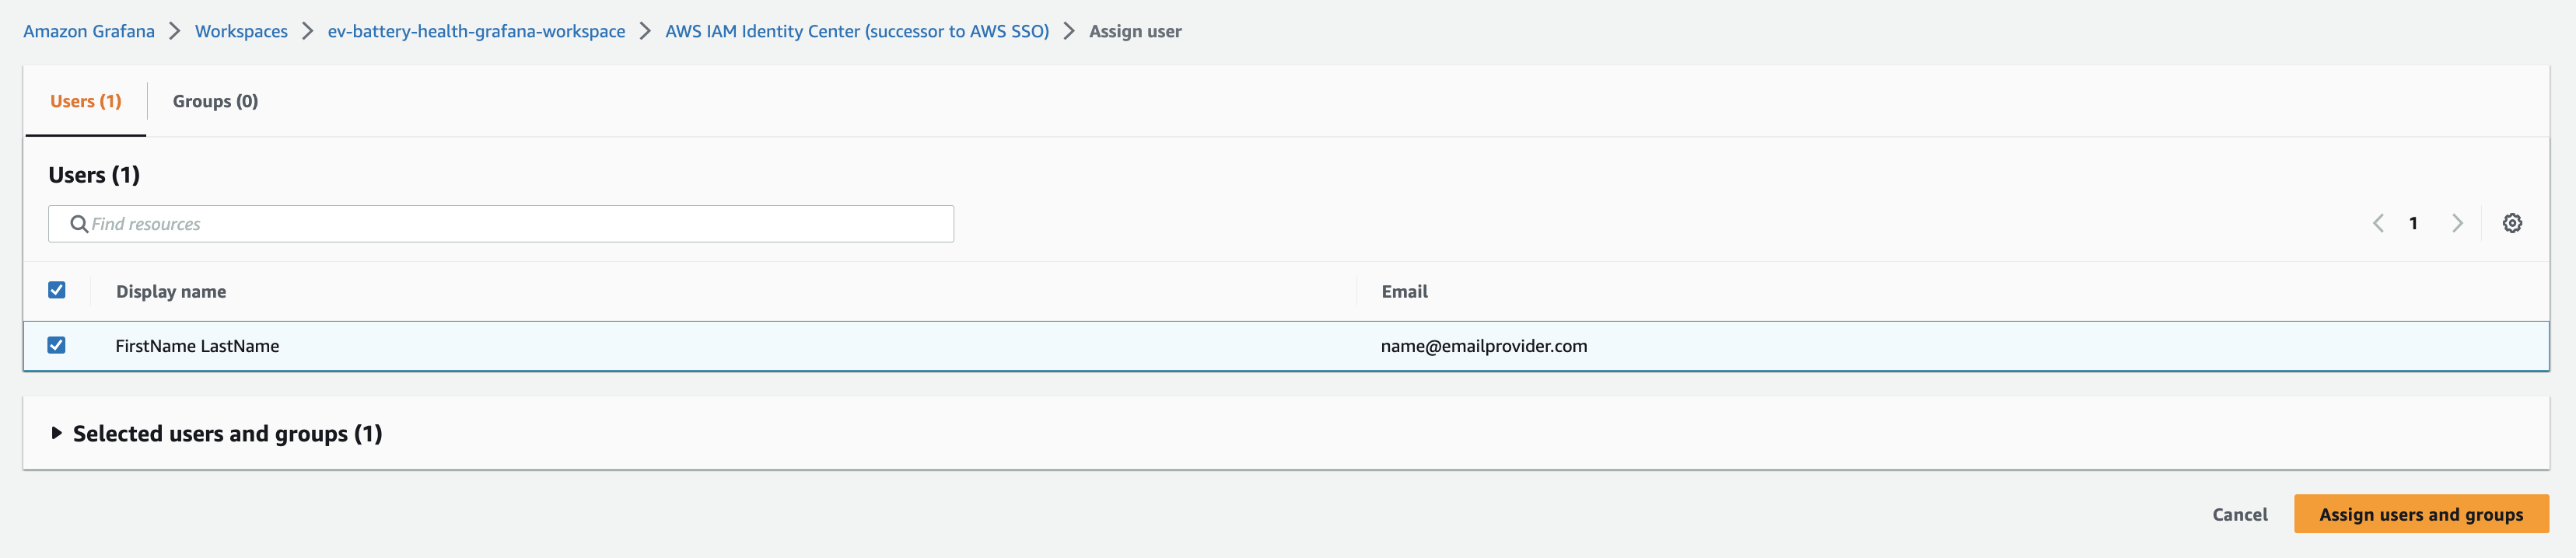 Amazon Grafana > Workspaces > ev-battery-health-grafana-workspace > AWS IAM Identity Center (successor to AWS SSO) > Assign user
Users (1) Groups (0)
Users (1)
Find resources 1
Display name Email
FirstName LastName name@emailprovider.com
Selected users and groups (1)
Cancel Assign users and groups